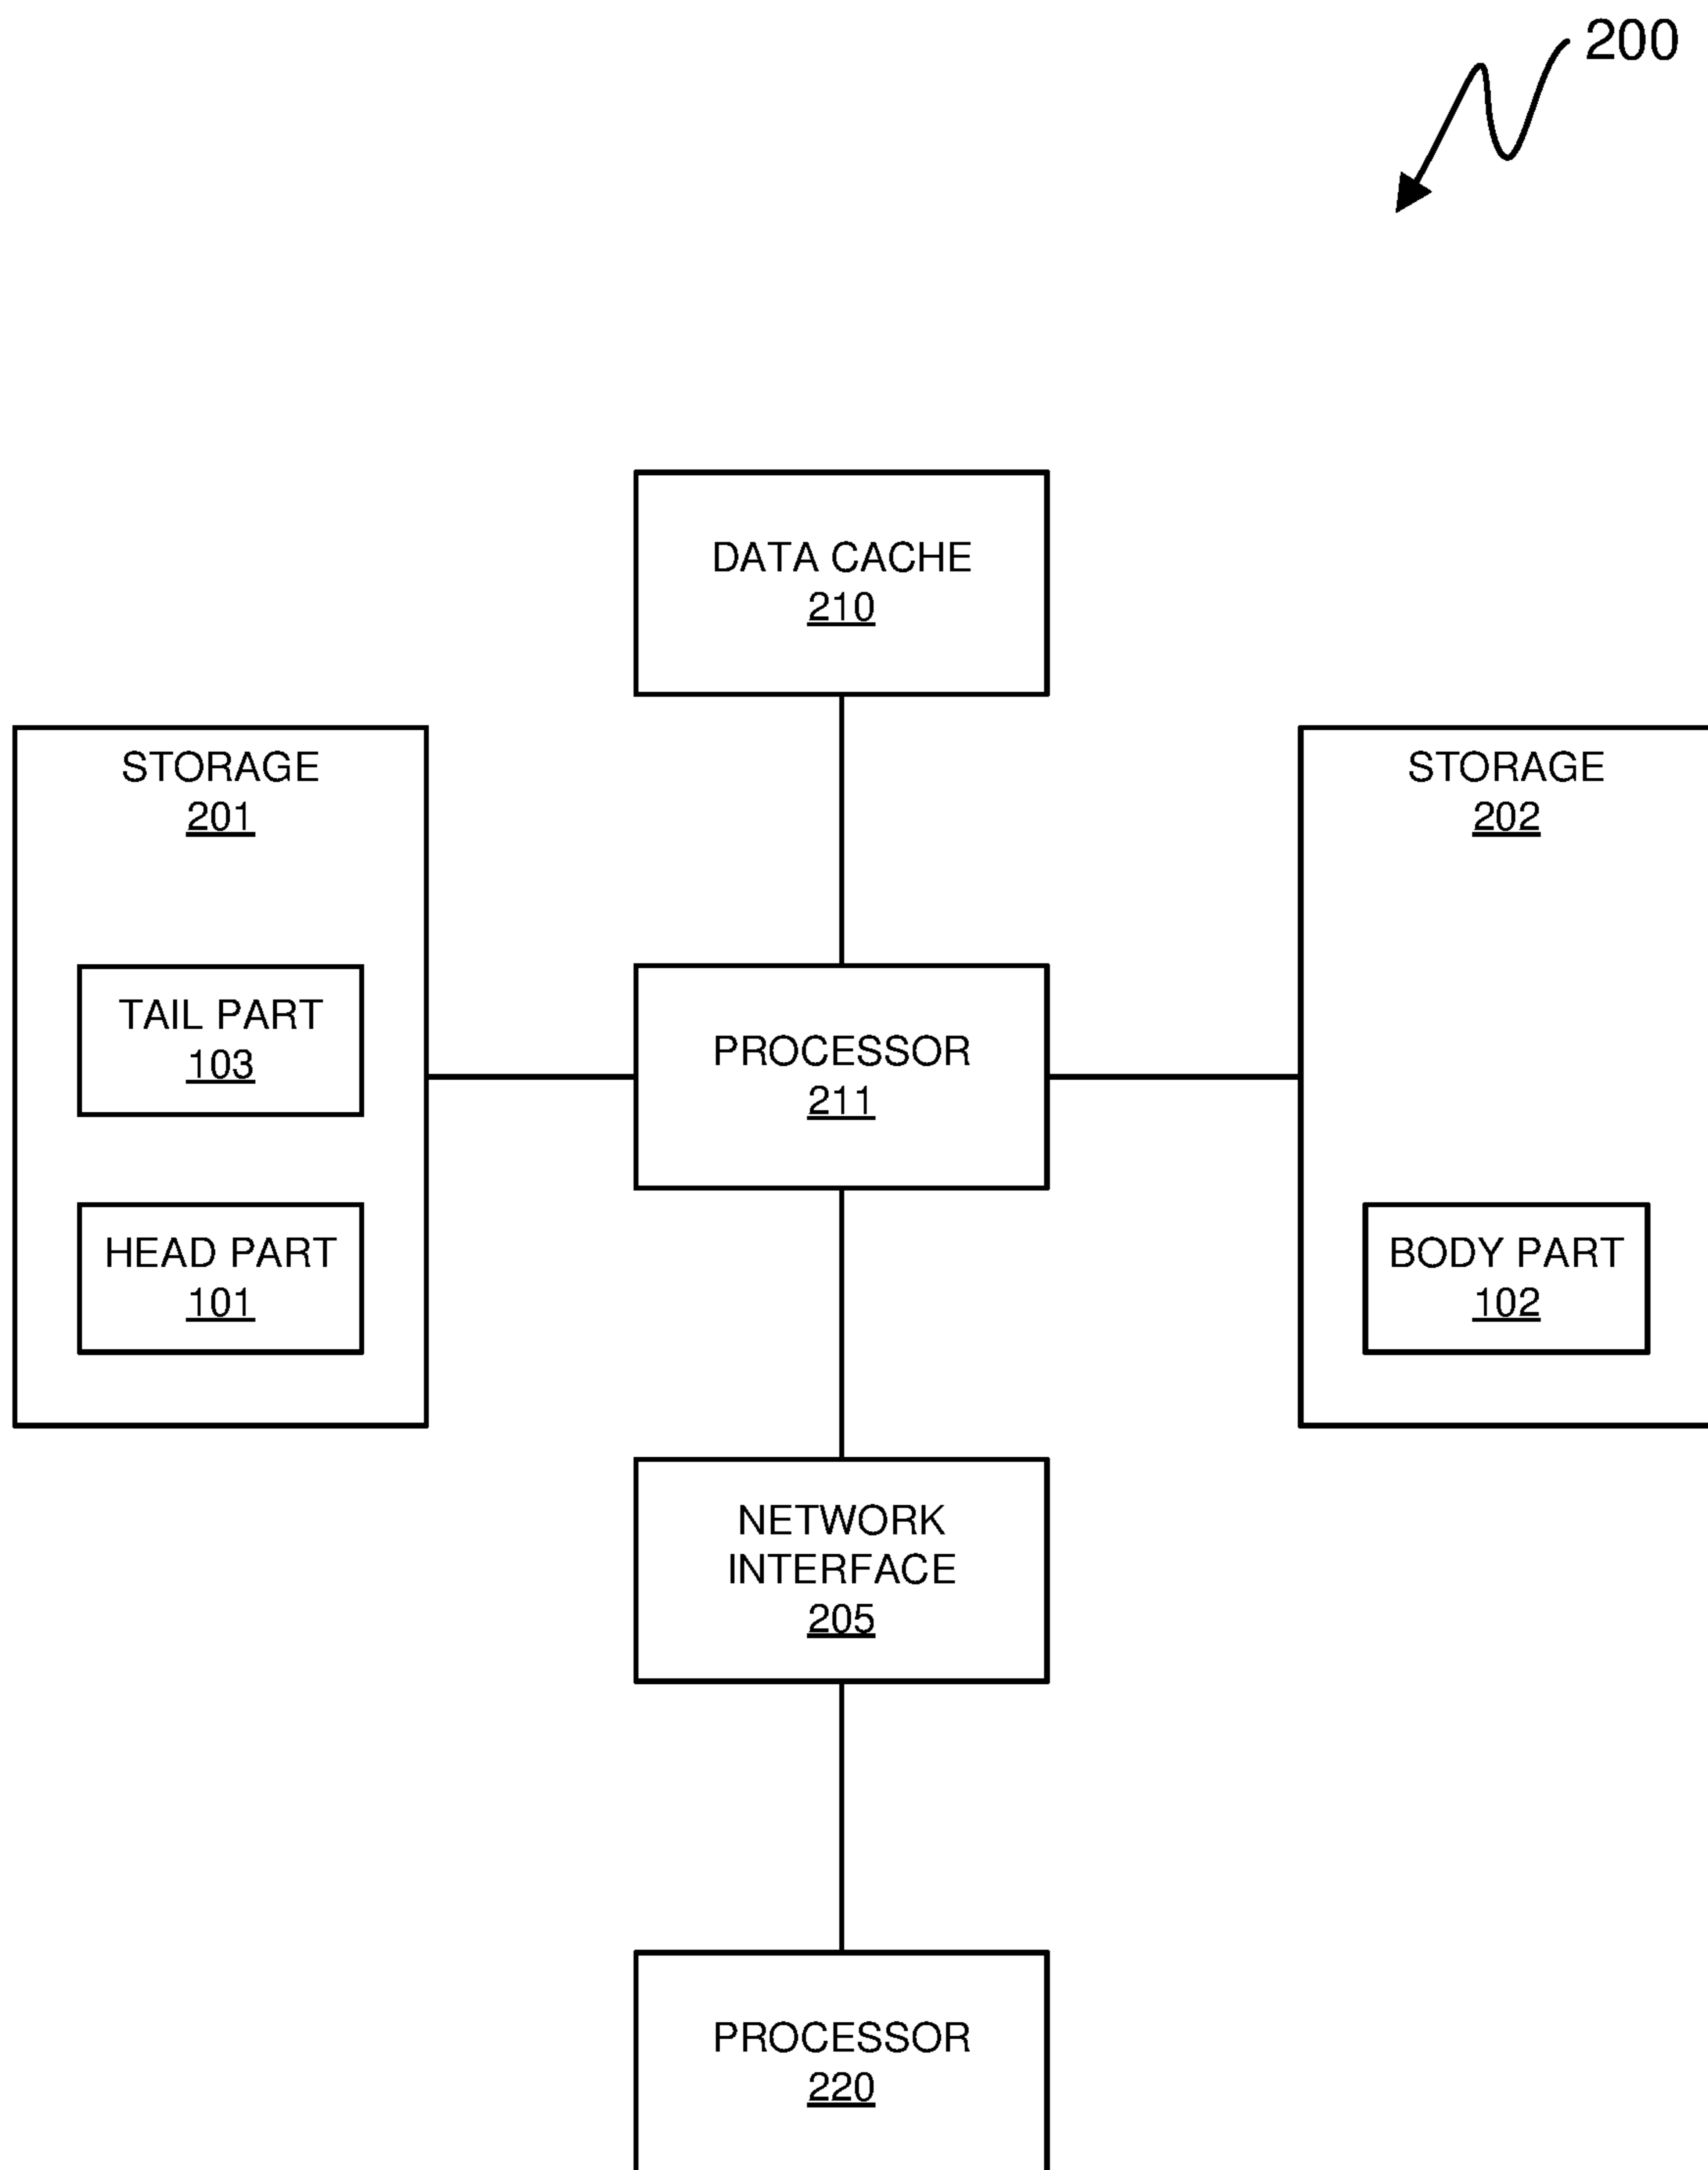 200
DATA CACHE
210
STORAGE
201
STORAGE
202
TAIL PART
103
PROCESSOR
211
HEAD PART
101
BODY PART
102
NETWORK
INTERFACE
205
PROCESSOR
220